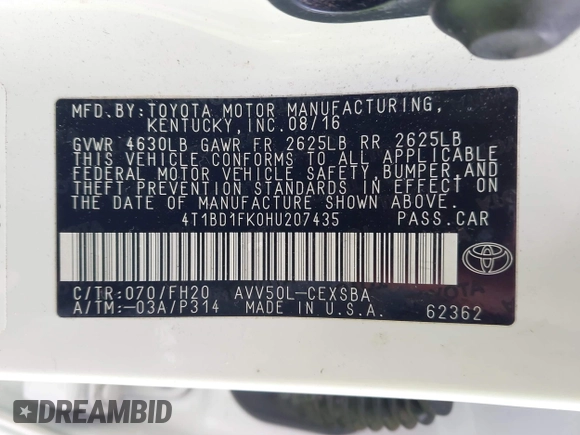 MFD. BY: TOYOTA MOTOR MANUFACTURING,
KENTUCKY, INC. 08/16
GVWR 4630LB GAWR FR 2625LB RR 2625LB
THIS VEHICLE CONFORMS TO ALL APPLICABLE
FEDERAL MOTOR VEHICLE SAFETY, BUMPER, AND
THEFT PREVENTION STANDARDS IN EFFECT ON
THE DATE OF MANUFACTURE SHOWN ABOVE.
4T1BD1FK0HU207435 PASS. CAR
C/TR: 070/FH20 AVV50L-CEXSBA
A/TM: -03A/P314 MADE IN U.S.A. 62362
DREAMBID